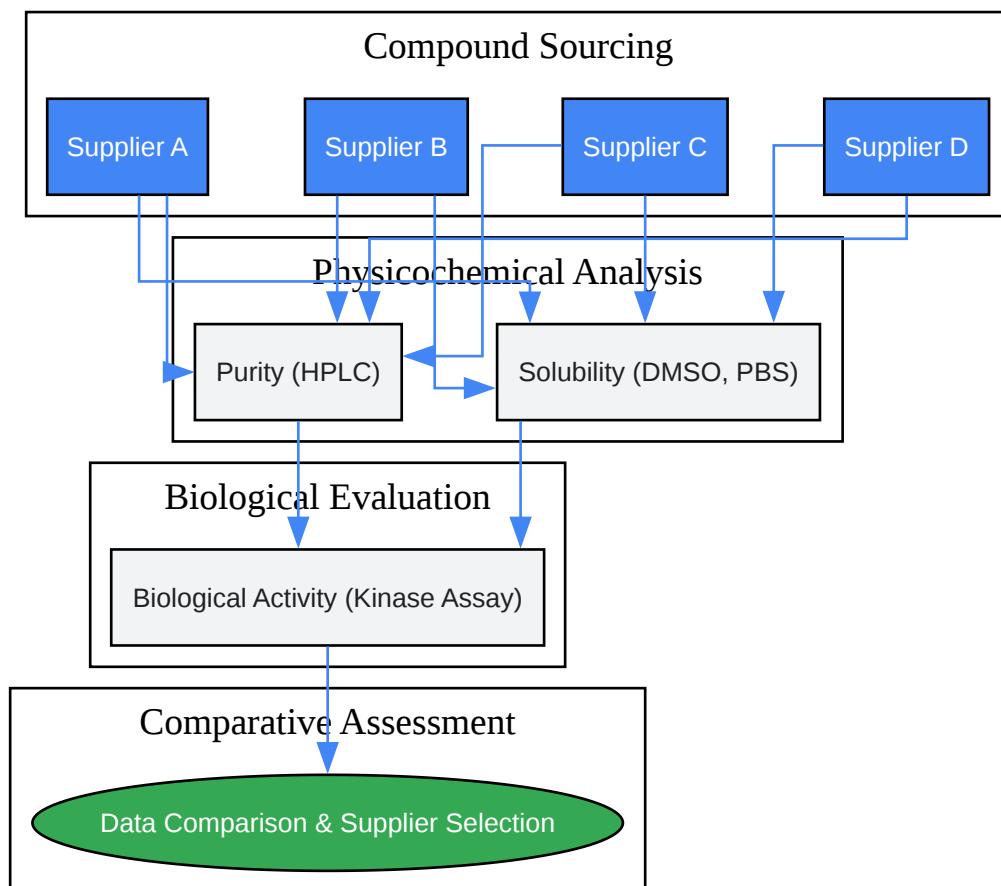 Compound Sourcing
Supplier A
Supplier B
Supplier C
Supplier D
Physicochemical Analysis
Purity (HPLC)
Solubility (DMSO, PBS)
Biological Evaluation
Biological Activity (Kinase Assay)
Comparative Assessment
Data Comparison & Supplier Selection